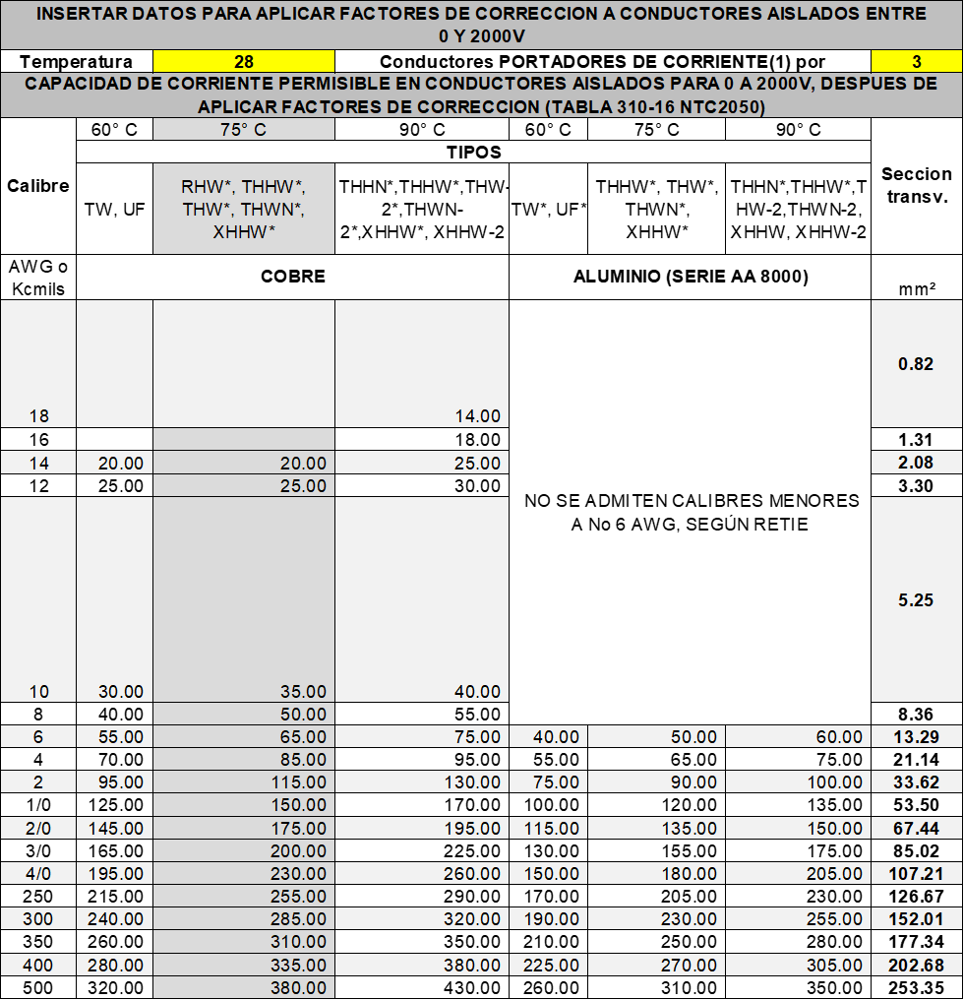 INSERTAR DATOS PARA APLICAR FACTORES DE CORRECCION A CONDUCTORES AISLADOS ENTRE
0 Y 2000V
Temperatura 28 Conductores PORTADORES DE CORRIENTE(1) por 3
CAPACIDAD DE CORRIENTE PERMISIBLE EN CONDUCTORES AISLADOS PARA 0 A 2000V, DESPUES DE
APLICAR FACTORES DE CORRECCION (TABLA 310-16 NTC2050)
Calibre 60° C 75° C 90° C 60° C 75° C 90° C Seccion transv.
TIPOS
TW, UF
RHW*, THHW*,
THW*, THWN*,
XHHW*
THHN*,THHW*,THW-
2*,THWN-
2*,XHHW*, XHHW-2
TW*, UF*
THHW*, THW*,
THWN*,
XHHW*
THHN*,THHW*,T
HW-2,THWN-2,
XHHW, XHHW-2
AWG o
Kcmils
COBRE ALUMINIO (SERIE AA 8000) mm²
18 14.00 0.82
16 18.00 1.31
14 20.00 20.00 25.00 2.08
12 25.00 25.00 30.00 3.30
NO SE ADMITEN CALIBRES MENORES
A No 6 AWG, SEGÚN RETIE
10 30.00 35.00 40.00 5.25
8 40.00 50.00 55.00 8.36
6 55.00 65.00 75.00 40.00 50.00 60.00 13.29
4 70.00 85.00 95.00 55.00 65.00 75.00 21.14
2 95.00 115.00 130.00 75.00 90.00 100.00 33.62
1/0 125.00 150.00 170.00 100.00 120.00 135.00 53.50
2/0 145.00 175.00 195.00 115.00 135.00 150.00 67.44
3/0 165.00 200.00 225.00 130.00 155.00 175.00 85.02
4/0 195.00 230.00 260.00 150.00 180.00 205.00 107.21
250 215.00 255.00 290.00 170.00 205.00 230.00 126.67
300 240.00 285.00 320.00 190.00 230.00 255.00 152.01
350 260.00 310.00 350.00 210.00 250.00 280.00 177.34
400 280.00 335.00 380.00 225.00 270.00 305.00 202.68
500 320.00 380.00 430.00 260.00 310.00 350.00 253.35